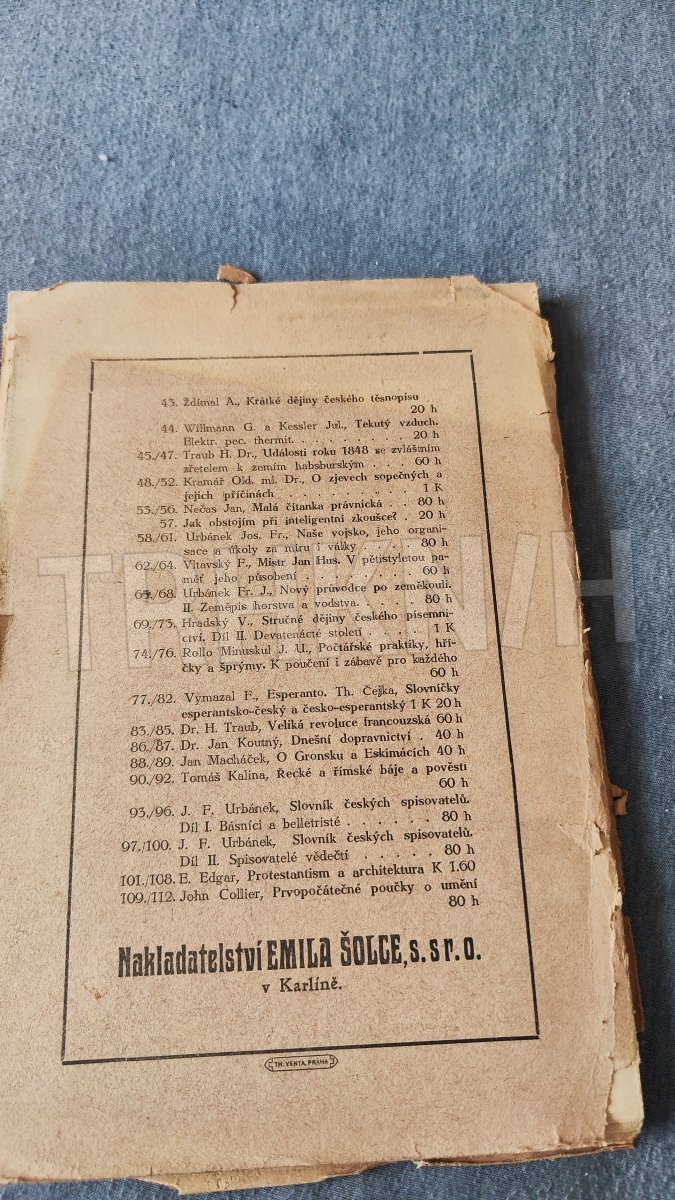 43. Ždímal A., Krátké dějiny českého těsnopisu
20 h
44. Willmann G. a Kessler Jul., Tekutý vzduch.
Elektr. pec. thermit. . . . . . . . . 20 h
45./47. Traub H. Dr., Události roku 1848 se zvláštním
zřetelem k zemím habsburským . . . 60 h
48./52. Kramář Old. ml. Dr., O zjevech sopečných a
jejich příčinách . . . . . . . . 1 K
53./56. Nečas Jan, Malá čítanka právnická . . 80 h
57. Jak obstojím při inteligentní zkoušce? . 20 h
58./61. Urbánek Jos. Fr., Naše vojsko, jeho organi-
sace a úkoly za míru i války . . . . 80 h
62./64. Vltavský F., Mistr Jan Hus. V pětistyletou pa-
měť jeho působení . . . . . . . 60 h
65./68. Urbánek Fr. J., Nový průvodce po zeměkouli.
II. Zeměpis horstva a vodstva. . . . . 80 h
69./73. Hradský V., Stručné dějiny českého písemni-
ctví. Díl II. Devatenácté století . . . . 1 K
74./76. Rollo Minuskul J. U., Počtářské praktiky, hří-
čky a šprýmy. K poučení i zábavě pro každého
60 h
77./82. Vymazal F., Esperanto. Th. Čejka, Slovníčky
esperantsko-český a česko-esperantský 1 K 20 h
83./85. Dr. H. Traub, Veliká revoluce francouzská 60 h
86./87. Dr. Jan Koutný, Dnešní dopravnictví . 40 h
88./89. Jan Macháček, O Gronsku a Eskimácích 40 h
90./92. Tomáš Kalina, Řecké a římské báje a pověsti
60 h
93./96. J. F. Urbánek, Slovník českých spisovatelů.
Díl I. Básníci a belletristé . . . . . . 80 h
97./100. J. F. Urbánek, Slovník českých spisovatelů.
Díl II. Spisovatelé vědečtí . . . . . 80 h
101./108. E. Edgar, Protestantism a architektura K 1.60
109./112. John Collier, Prvopočátečné poučky o umění
80 h
Nakladatelství EMILA ŠOLCE, s. s r. o.
v Karlíně.
TH. VENTA, PRAHA